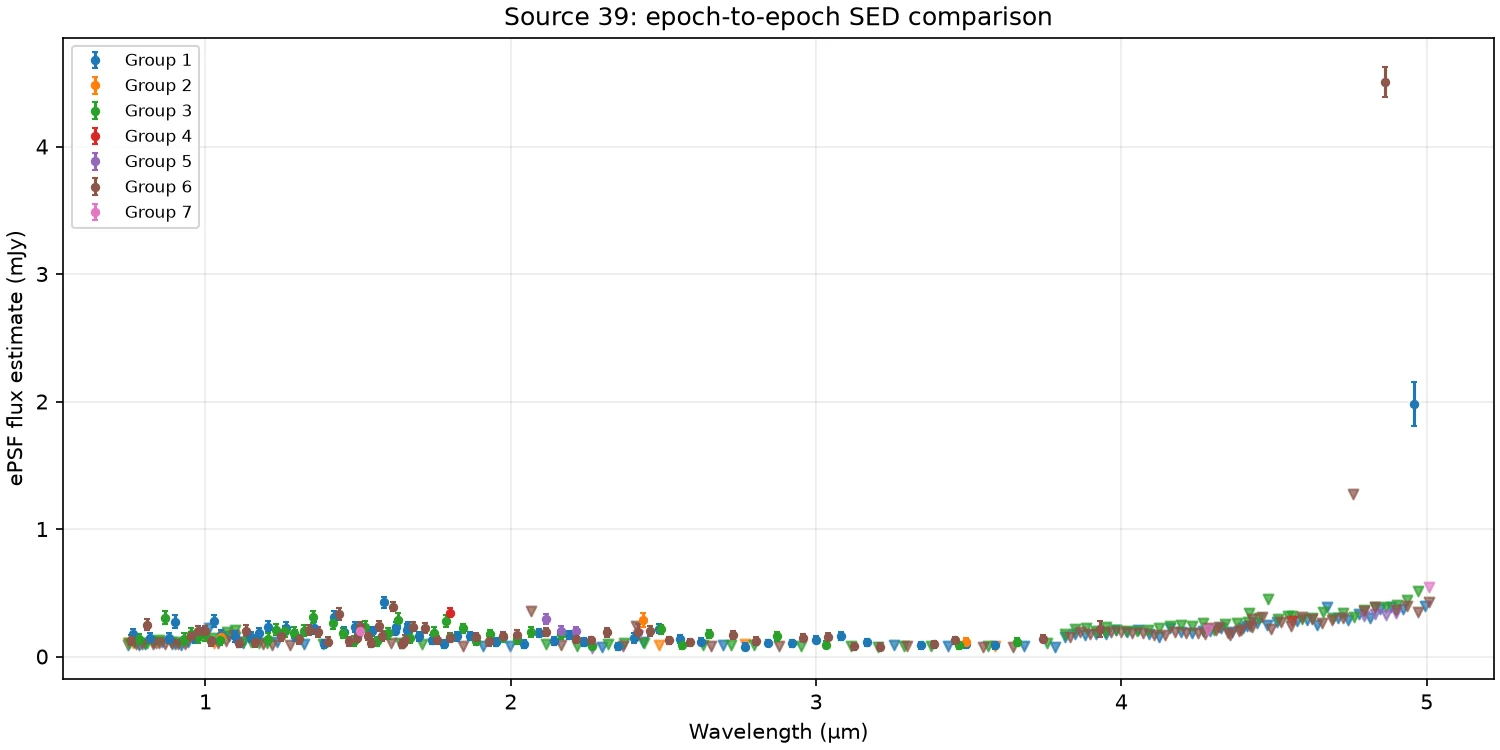 Source 39: epoch-to-epoch SED comparison
Group 1
Group 2
Group 3
Group 4
Group 5
Group 6
Group 7
ePSF flux estimate (mJy)
4
3
2
1
0
1 2 3 4 5
Wavelength (μm)